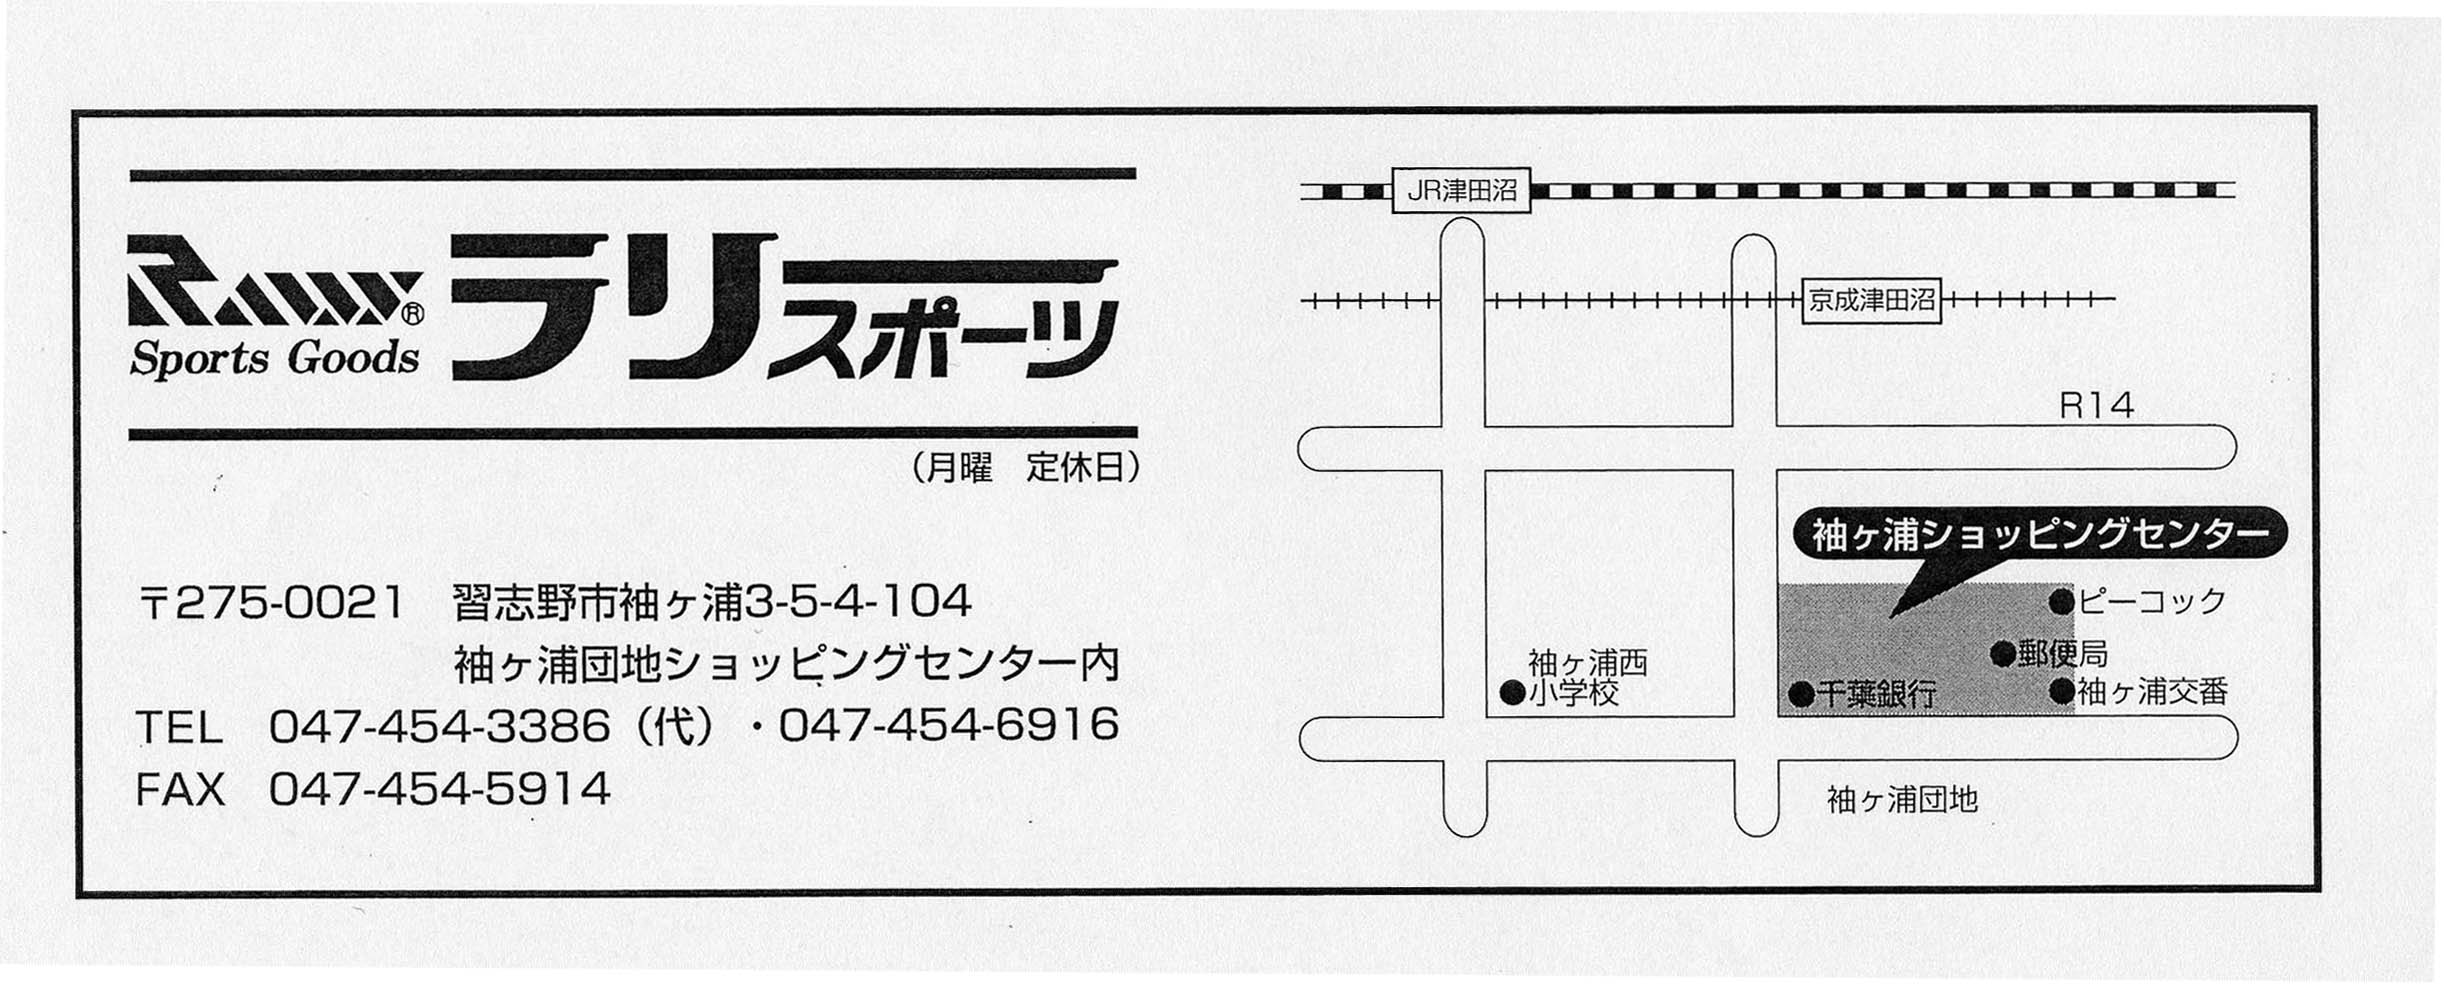 ラリスポーツ
®
Sports Goods
（月曜　定休日）
〒275-0021　習志野市袖ヶ浦3-5-4-104
袖ヶ浦団地ショッピングセンター内
TEL　047-454-3386（代）・047-454-6916
FAX　047-454-5914
JR津田沼
京成津田沼
R14
袖ヶ浦ショッピングセンター
ピーコック
郵便局
袖ヶ浦西
小学校
千葉銀行
袖ヶ浦交番
袖ヶ浦団地